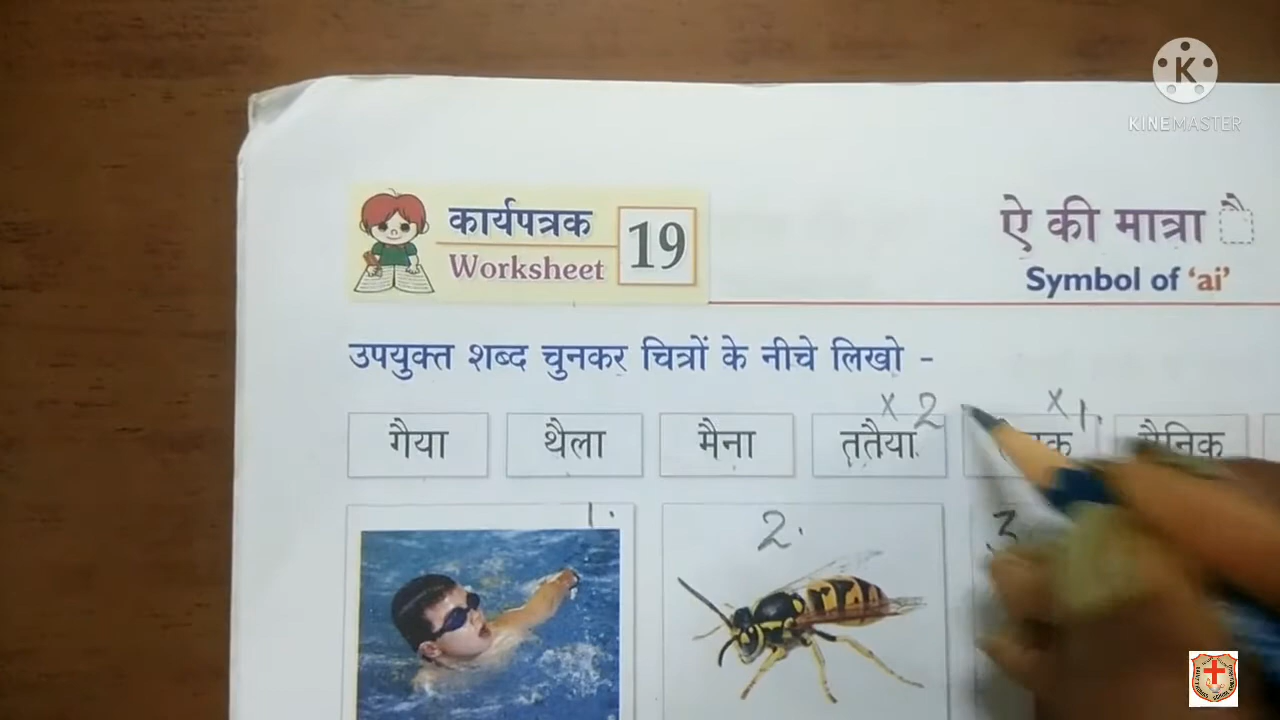 K
KINEMASTER
कार्यपत्रक
Worksheet
19
ऐ की मात्रा
Symbol of 'ai'
उपयुक्त शब्द चुनकर चित्रों के नीचे लिखो -
x 2 x 1.
गैया थैला मैना ततैया सैनिक
1. 2. 3